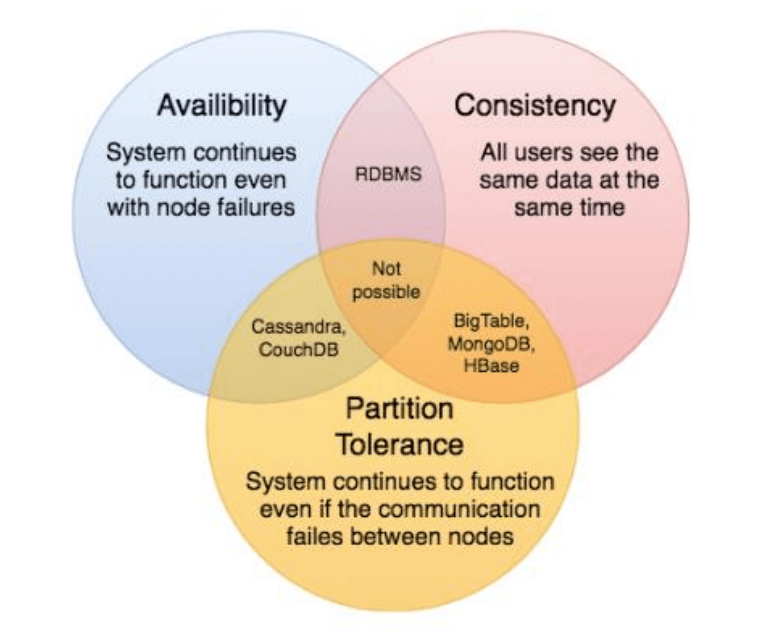 Availibility
System continues
to function even
with node failures
Consistency
All users see the
same data at the
same time
RDBMS
Not
possible
Cassandra,
CouchDB
BigTable,
MongoDB,
HBase
Partition
Tolerance
System continues to function
even if the communication
failes between nodes